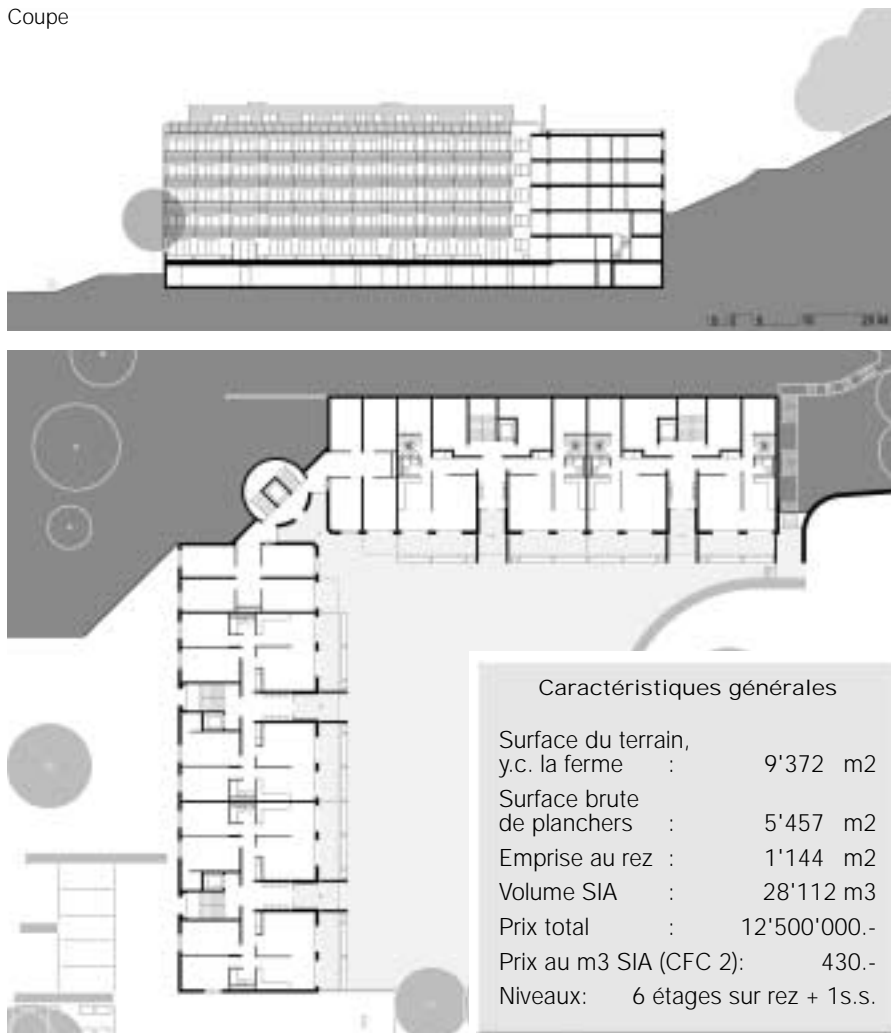 Coupe
Caractéristiques générales
Surface du terrain,
y.c. la ferme : 9'372 m2
Surface brute
de planchers : 5'457 m2
Emprise au rez : 1'144 m2
Volume SIA : 28'112 m3
Prix total : 12'500'000.-
Prix au m3 SIA (CFC 2): 430.-
Niveaux: 6 étages sur rez + 1s.s.